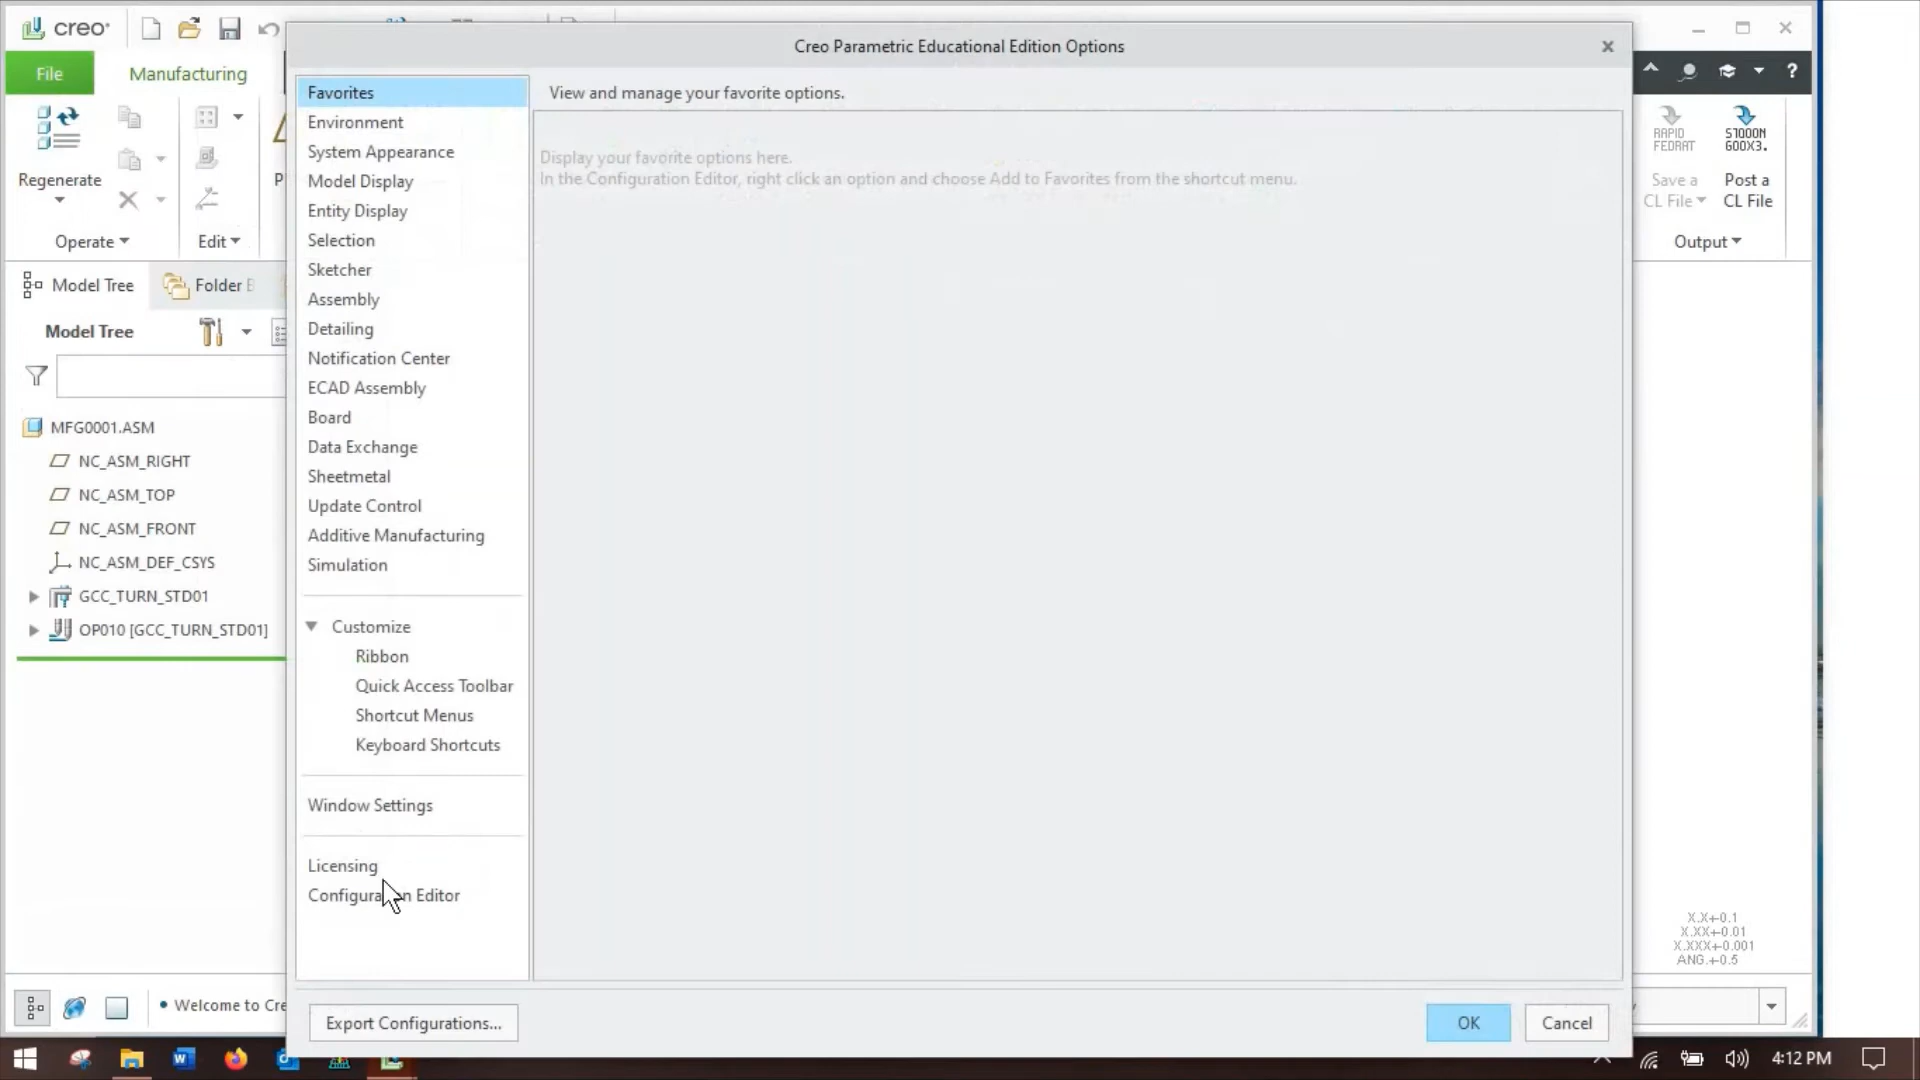 creo
Creo Parametric Educational Edition Options
File
Manufacturing
?
Regenerate
Operate
Edit
RAPID
FEDRAT
Save a
CL File
S1000N
G00X3.
Post a
CL File
Output
Model Tree
Folder
Model Tree
MFG0001.ASM
NC_ASM_RIGHT
NC_ASM_TOP
NC_ASM_FRONT
NC_ASM_DEF_CSYS
GCC_TURN_STD01
OP010 [GCC_TURN_STD01]
Favorites
Environment
System Appearance
Model Display
Entity Display
Selection
Sketcher
Assembly
Detailing
Notification Center
ECAD Assembly
Board
Data Exchange
Sheetmetal
Update Control
Additive Manufacturing
Simulation
Customize
Ribbon
Quick Access Toolbar
Shortcut Menus
Keyboard Shortcuts
Window Settings
Licensing
Configuration Editor
View and manage your favorite options.
Display your favorite options here.
In the Configuration Editor, right click an option and choose Add to Favorites from the shortcut menu.
X.X+-0.1
X.XX+-0.01
X.XXX+-0.001
ANG.+-0.5
• Welcome to Cre
Export Configurations...
OK
Cancel
4:12 PM